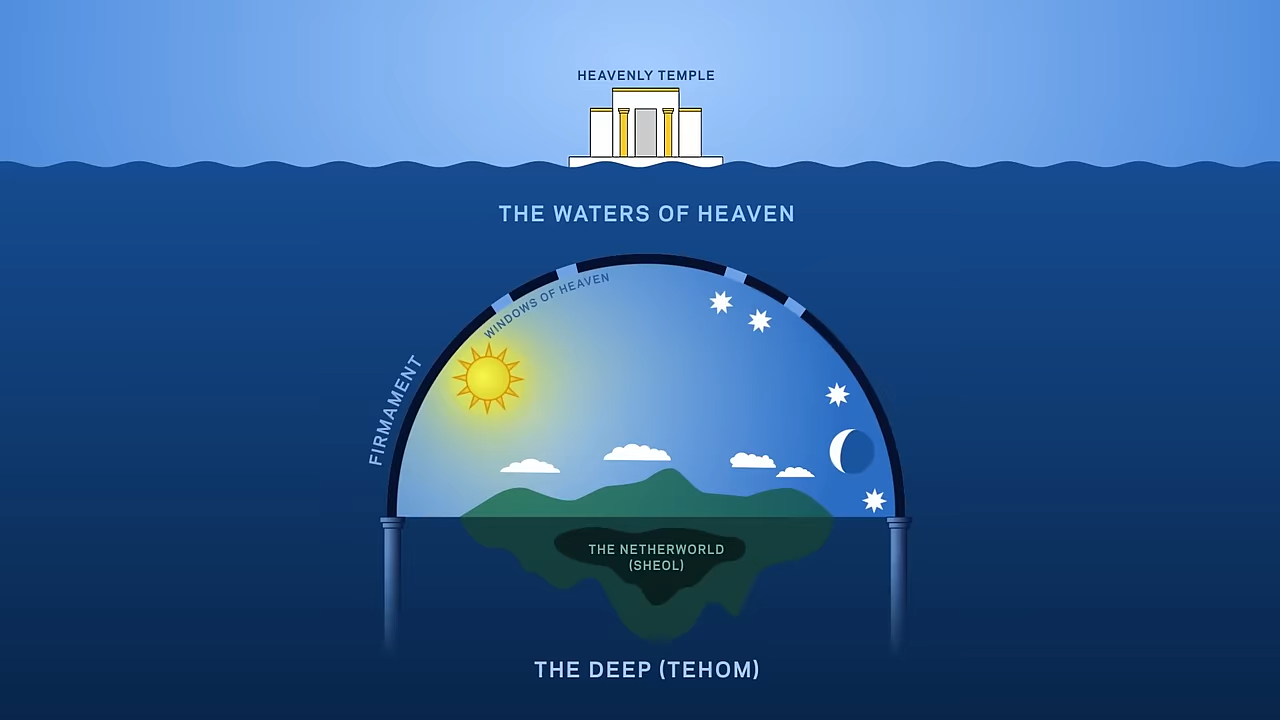 HEAVENLY TEMPLE
THE WATERS OF HEAVEN
WINDOWS OF HEAVEN
FIRMAMENT
THE NETHERWORLD
(SHEOL)
THE DEEP (TEHOM)